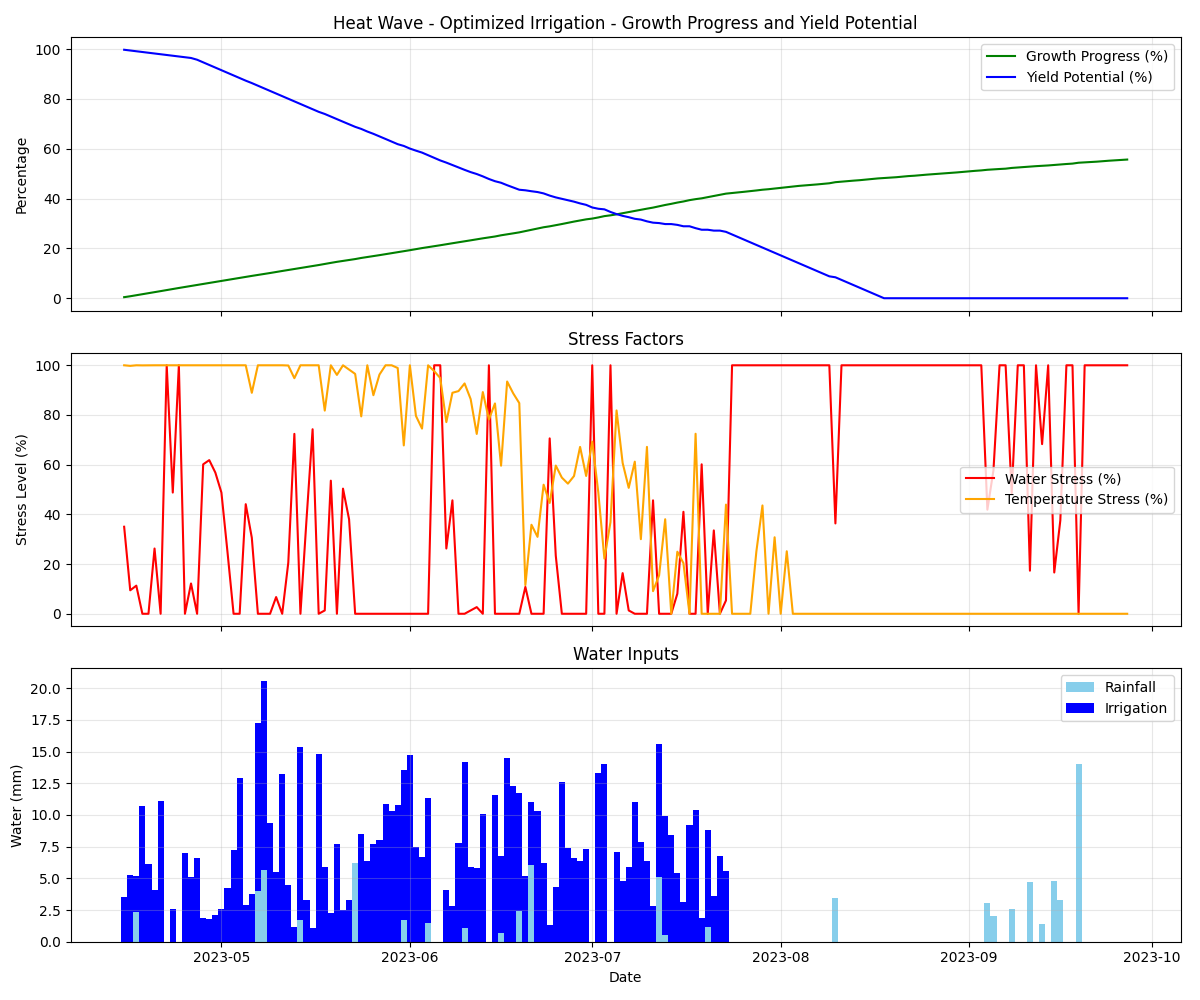 Heat Wave - Optimized Irrigation - Growth Progress and Yield Potential
100
80
60
40
20
0
Percentage
Growth Progress (%)
Yield Potential (%)
Stress Factors
100
80
60
40
20
0
Stress Level (%)
Water Stress (%)
Temperature Stress (%)
Water Inputs
20.0
17.5
15.0
12.5
10.0
7.5
5.0
2.5
0.0
Water (mm)
Rainfall
Irrigation
2023-05
2023-06
2023-07
2023-08
2023-09
2023-10
Date